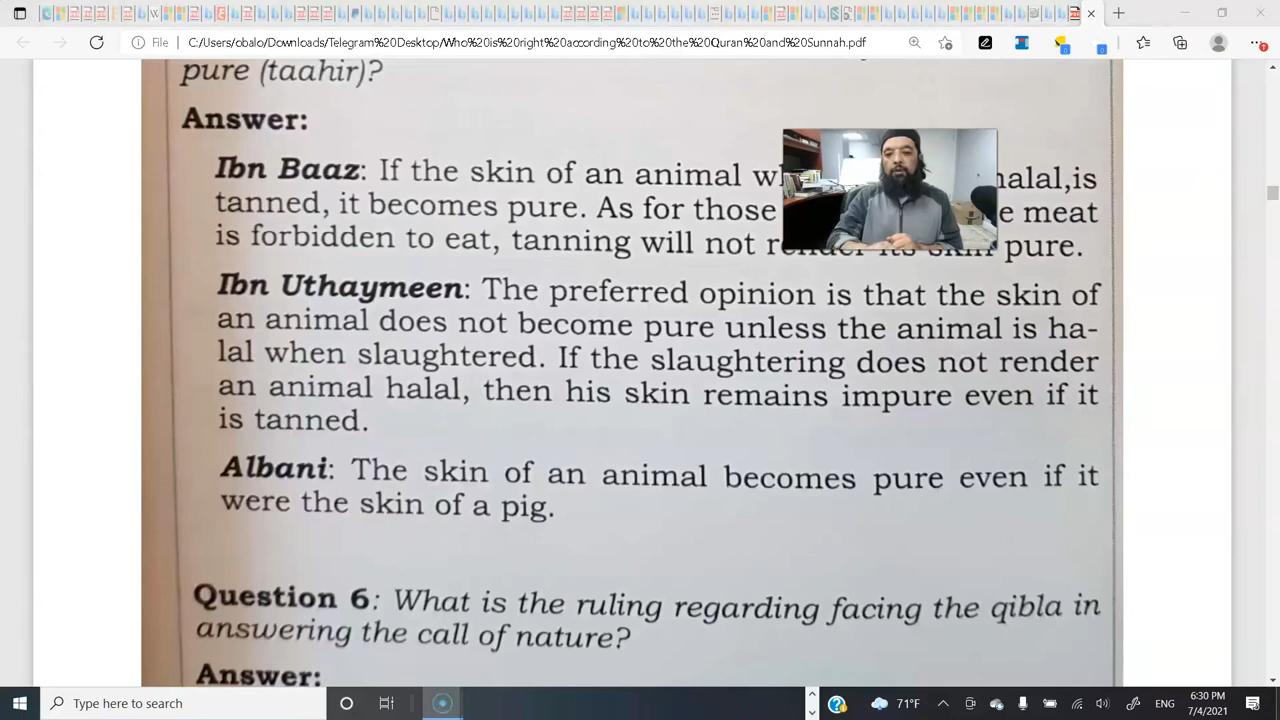 File
C:/Users/obalo/Downloads/Telegram%20Desktop/Who%20is%20right%20according%20to%20the%20Quran%20and%20Sunnah.pdf
pure (taahir)?
Answer:
Ibn Baaz: If the skin of an animal halal,is
tanned, it becomes pure. As for those meat
is forbidden to eat, tanning will not render its skin pure.
Ibn Uthaymeen: The preferred opinion is that the skin of
an animal does not become pure unless the animal is ha-
lal when slaughtered. If the slaughtering does not render
an animal halal, then his skin remains impure even if it
is tanned.
Albani: The skin of an animal becomes pure even if it
were the skin of a pig.
Question 6: What is the ruling regarding facing the qibla in
answering the call of nature?
Answer:
Type here to search
71°F
ENG
6:30 PM
7/4/2021